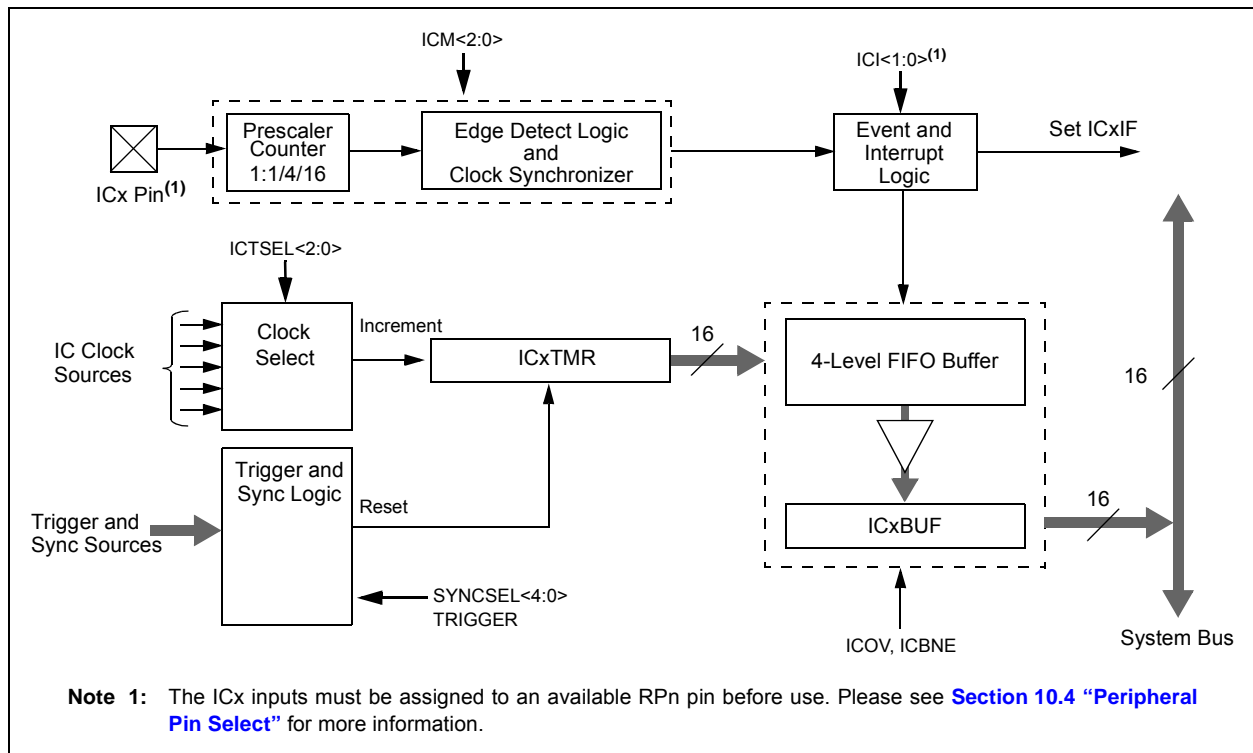 ICM<2:0>
ICI<1:0>(1)
Prescaler
Counter
1:1/4/16
Edge Detect Logic
and
Clock Synchronizer
Event and
Interrupt
Logic
Set ICxIF
ICx Pin(1)
ICTSEL<2:0>
IC Clock
Sources
Clock
Select
Increment
ICxTMR
16
4-Level FIFO Buffer
16
Trigger and
Sync Logic
Reset
Trigger and
Sync Sources
ICxBUF
16
SYNCSEL<4:0>
TRIGGER
ICOV, ICBNE
System Bus
Note 1: The ICx inputs must be assigned to an available RPn pin before use. Please see Section 10.4 “Peripheral
Pin Select” for more information.